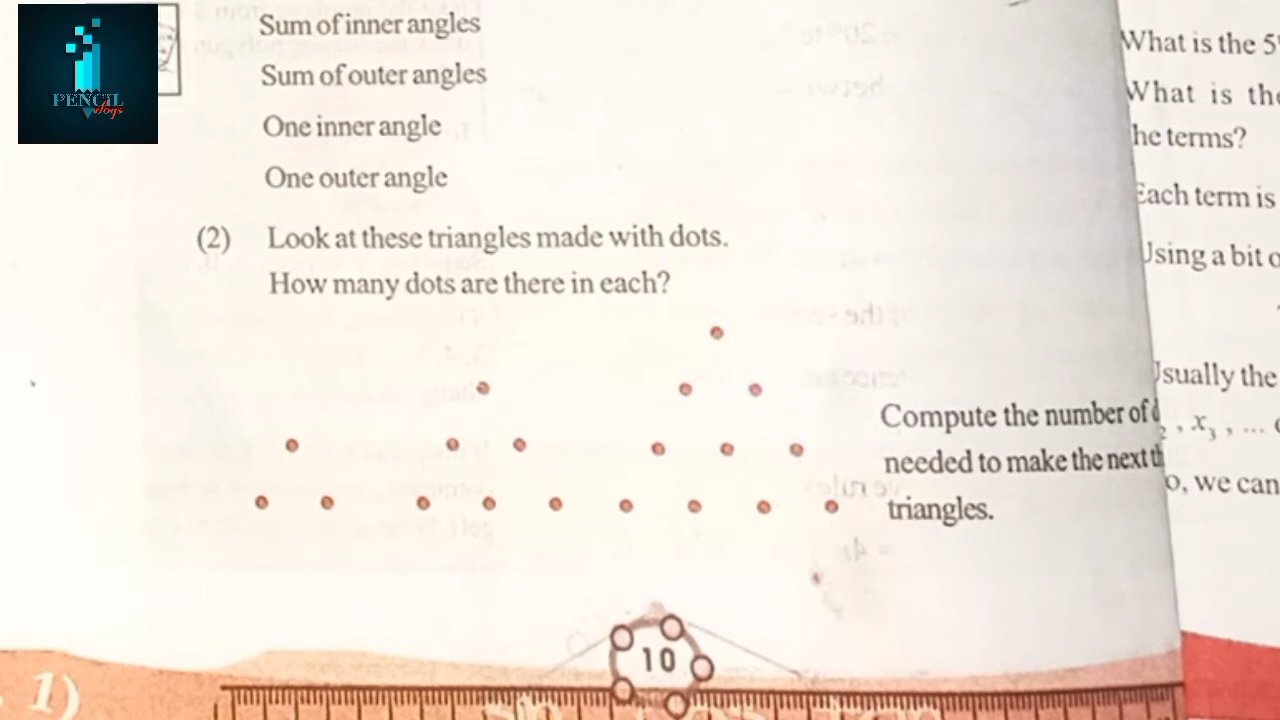 PENCIL
vlogs
Sum of inner angles
Sum of outer angles
One inner angle
One outer angle
(2) Look at these triangles made with dots.
How many dots are there in each?
Compute the number of
needed to make the next
triangles.
10
1)
What is the 5
What is the
he terms?
Each term is
Using a bit
Usually the
2 , x3 , ...
o, we can